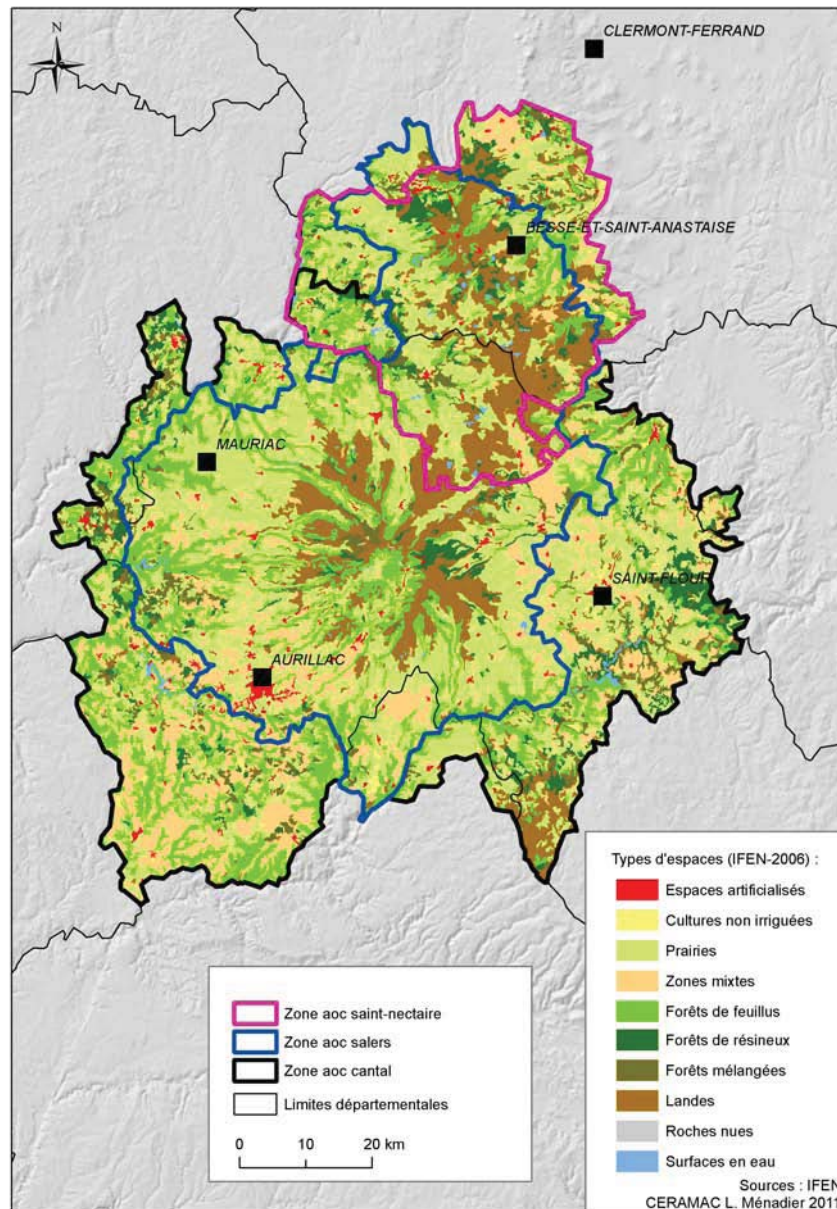 N
CLERMONT-FERRAND
BESSE-ET-SAINT-ANASTAISE
MAURIAC
SAINT-FLOUR
AURILLAC
Zone aoc saint-nectaire
Zone aoc salers
Zone aoc cantal
Limites départementales
0 10 20 km
Types d'espaces (IFEN-2006) :
Espaces artificialisés
Cultures non irriguées
Prairies
Zones mixtes
Forêts de feuillus
Forêts de résineux
Forêts mélangées
Landes
Roches nues
Surfaces en eau
Sources : IFEN
CERAMAC L. Ménadier 2011